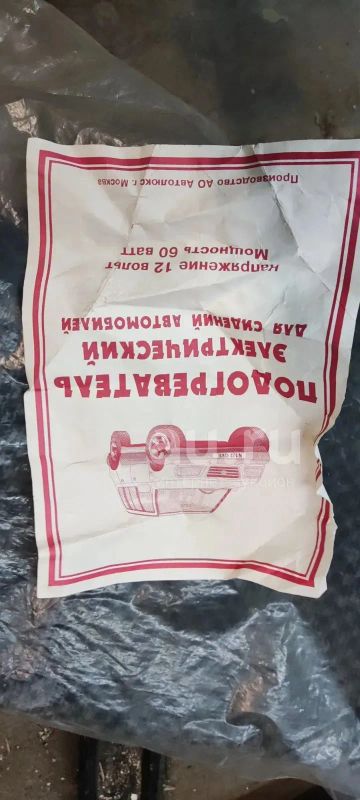 ПОДОГРЕВАТЕЛЬ
ЭЛЕКТРИЧЕСКИЙ
ДЛЯ СИДЕНИЙ АВТОМОБИЛЕЙ
Мощность 60 ватт
напряжение 12 вольт
Производство АО Автолюкс г. Москва